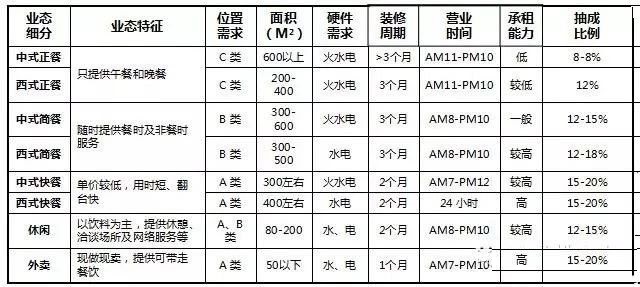 业态细分 业态特征 位置需求 面积（M²） 硬件需求 装修周期 营业时间 承租能力 抽成比例
中式正餐 只提供午餐和晚餐 C 类 600以上 火水电 >3个月 AM11-PM10 低 8-8%
西式正餐 C 类 200-400 火水电 3个月 AM11-PM10 较低 12%
中式简餐 随时提供餐时及非餐时服务 B 类 300-600 火水电 3个月 AM8-PM10 一般 12-15%
西式简餐 B 类 300-500 水电 3个月 AM8-PM10 较高 12-18%
中式快餐 单价较低，用时短、翻台快 A 类 300左右 火水电 2个月 AM7-PM12 较高 15-20%
西式快餐 A 类 400左右 水电 2个月 24 小时 高 15-20%
休闲 以饮料为主，提供休憩、洽谈场所及网络服务等 A、B类 80-200 水、电 2个月 AM8-PM10 较高 12-15%
外卖 现做现卖，提供可带走餐饮 A 类 50以下 水、电 1个月 AM7-PM10 高 15-20%